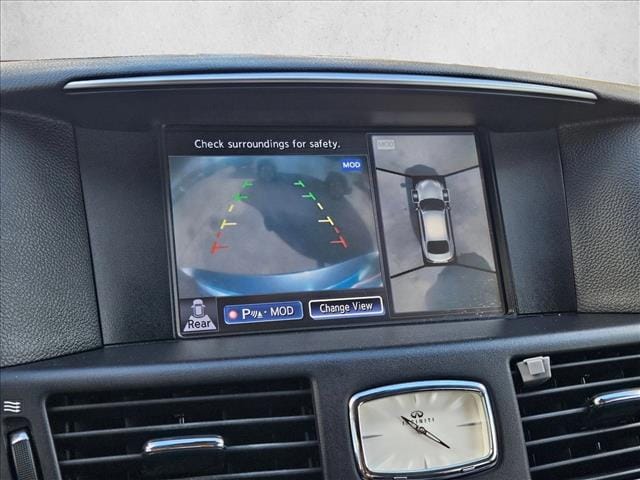 Check surroundings for safety.
MOD
MOD
Rear
P · MOD
Change View
INFINITI